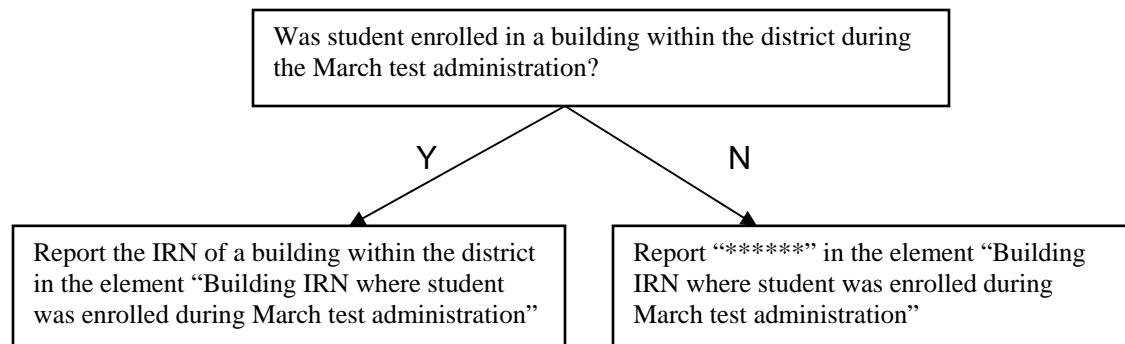 Was student enrolled in a building within the district during
the March test administration?
Y
N
Report the IRN of a building within the district
in the element “Building IRN where student
was enrolled during March test administration”
Report “******” in the element “Building
IRN where student was enrolled during
March test administration”